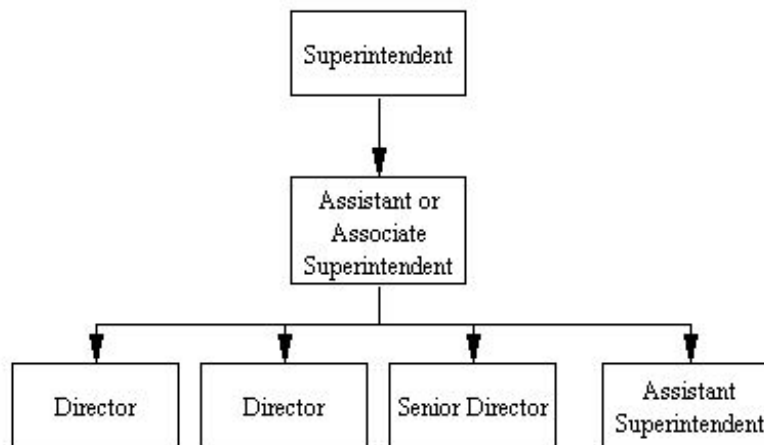 Superintendent
Assistant or
Associate
Superintendent
Director
Director
Senior Director
Assistant
Superintendent